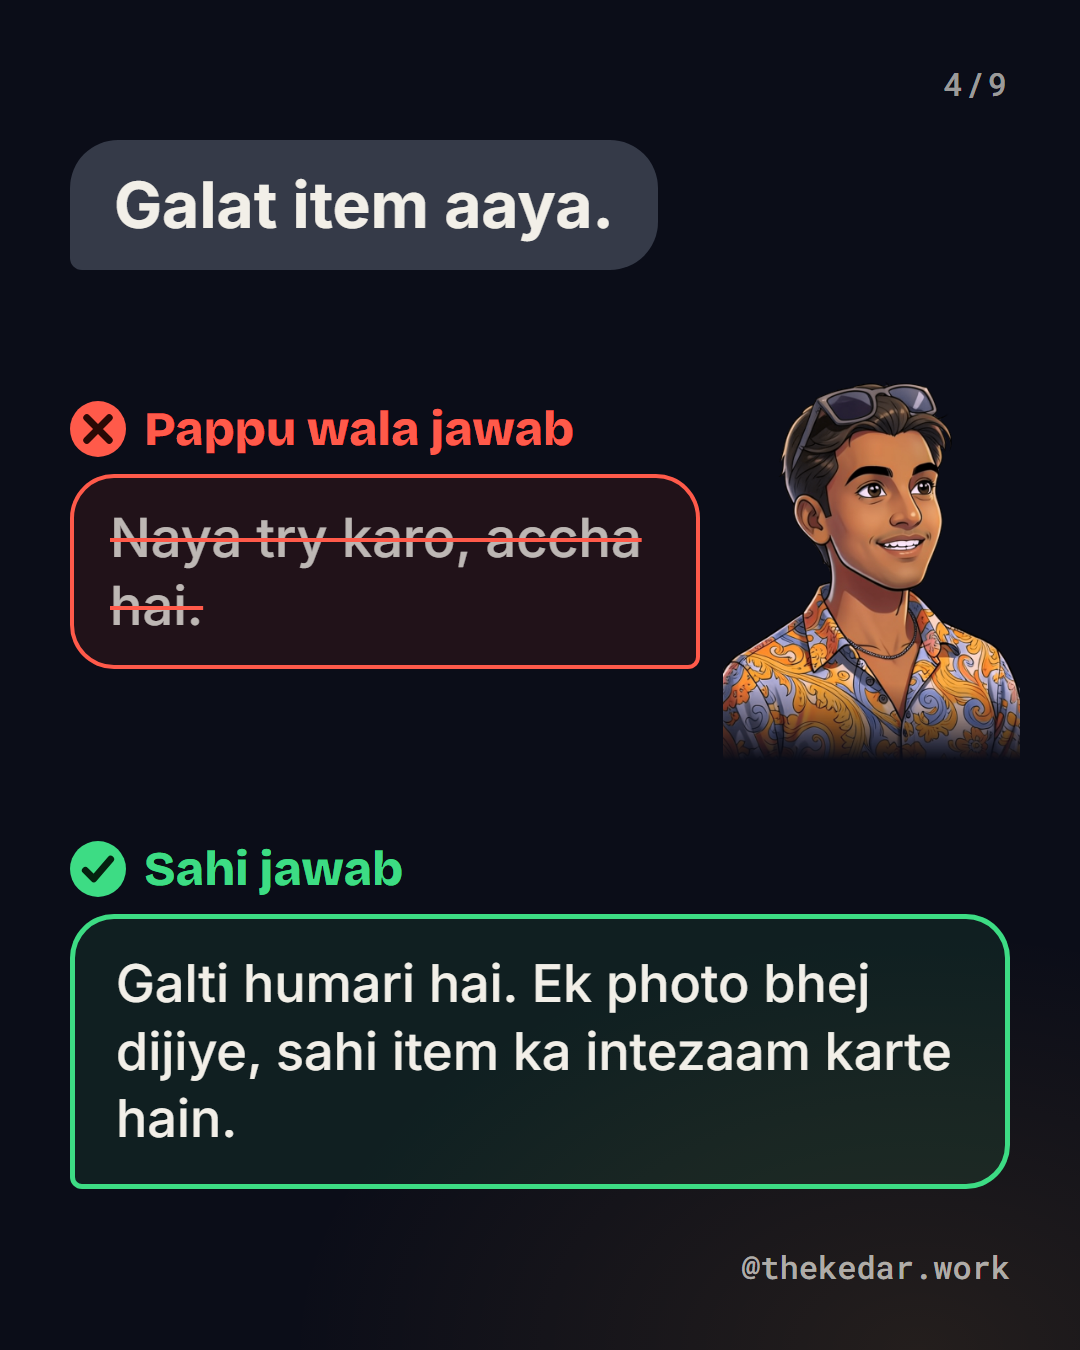 4/9
Galat item aaya.
Pappu wala jawab
Naya try karo, accha
hai.
Sahi jawab
Galti humari hai. Ek photo bhej
dijiye, sahi item ka intezaam karte
hain.
@thekedar.work